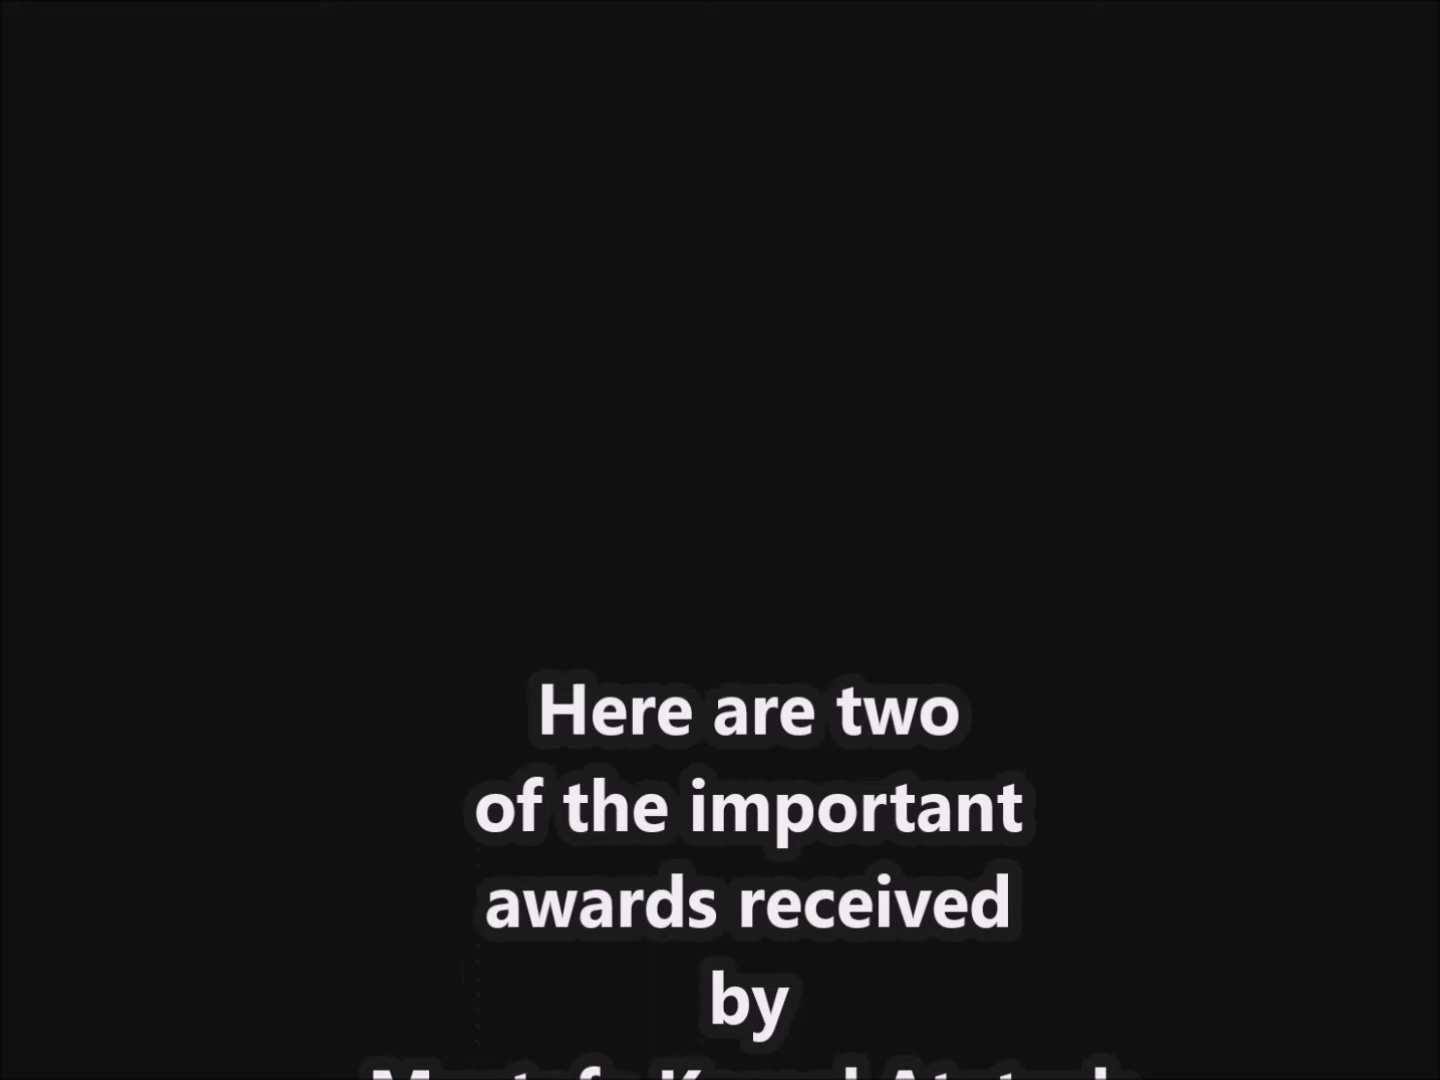 Here are two
of the important
awards received
by